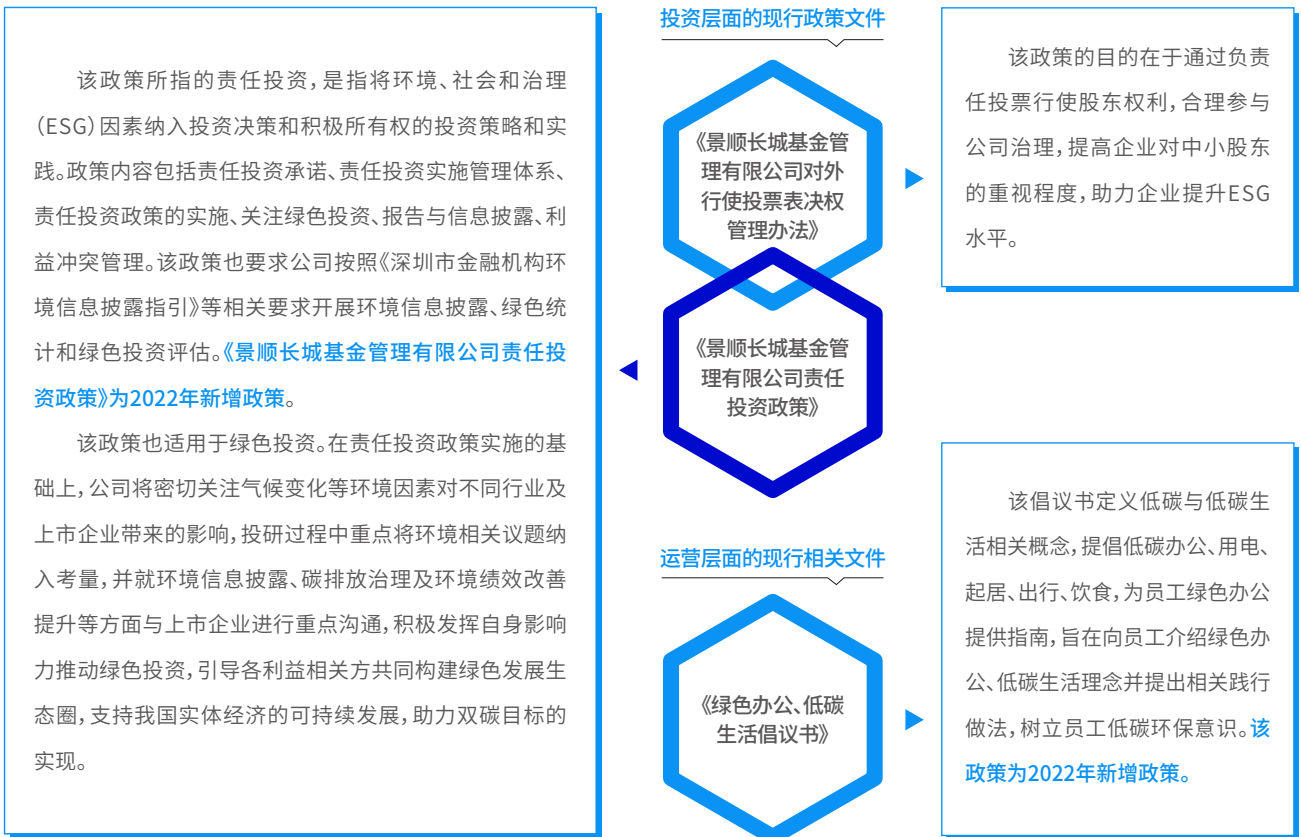 该政策所指的责任投资,是指将环境、社会和治理
(ESG)因素纳入投资决策和积极所有权的投资策略和实
践。政策内容包括责任投资承诺、责任投资实施管理体系、
责任投资政策的实施、关注绿色投资、报告与信息披露、利
益冲突管理。该政策也要求公司按照《深圳市金融机构环
境信息披露指引》等相关要求开展环境信息披露、绿色统
计和绿色投资评估。《景顺长城基金管理有限公司责任投
资政策》为2022年新增政策。
该政策也适用于绿色投资。在责任投资政策实施的基
础上,公司将密切关注气候变化等环境因素对不同行业及
上市企业带来的影响,投研过程中重点将环境相关议题纳
入考量,并就环境信息披露、碳排放治理及环境绩效改善
提升等方面与上市企业进行重点沟通,积极发挥自身影响
力推动绿色投资,引导各利益相关方共同构建绿色发展生
态圈,支持我国实体经济的可持续发展,助力双碳目标的
实现。
投资层面的现行政策文件
《景顺长城基金管
理有限公司对外
行使投票表决权
管理办法》
《景顺长城基金管
理有限公司责任
投资政策》
运营层面的现行相关文件
《绿色办公、低碳
生活倡议书》
该政策的目的在于通过负责
任投票行使股东权利,合理参与
公司治理,提高企业对中小股东
的重视程度,助力企业提升ESG
水平。
该倡议书定义低碳与低碳生
活相关概念,提倡低碳办公、用电、
起居、出行、饮食,为员工绿色办公
提供指南,旨在向员工介绍绿色办
公、低碳生活理念并提出相关践行
做法,树立员工低碳环保意识。该
政策为2022年新增政策。